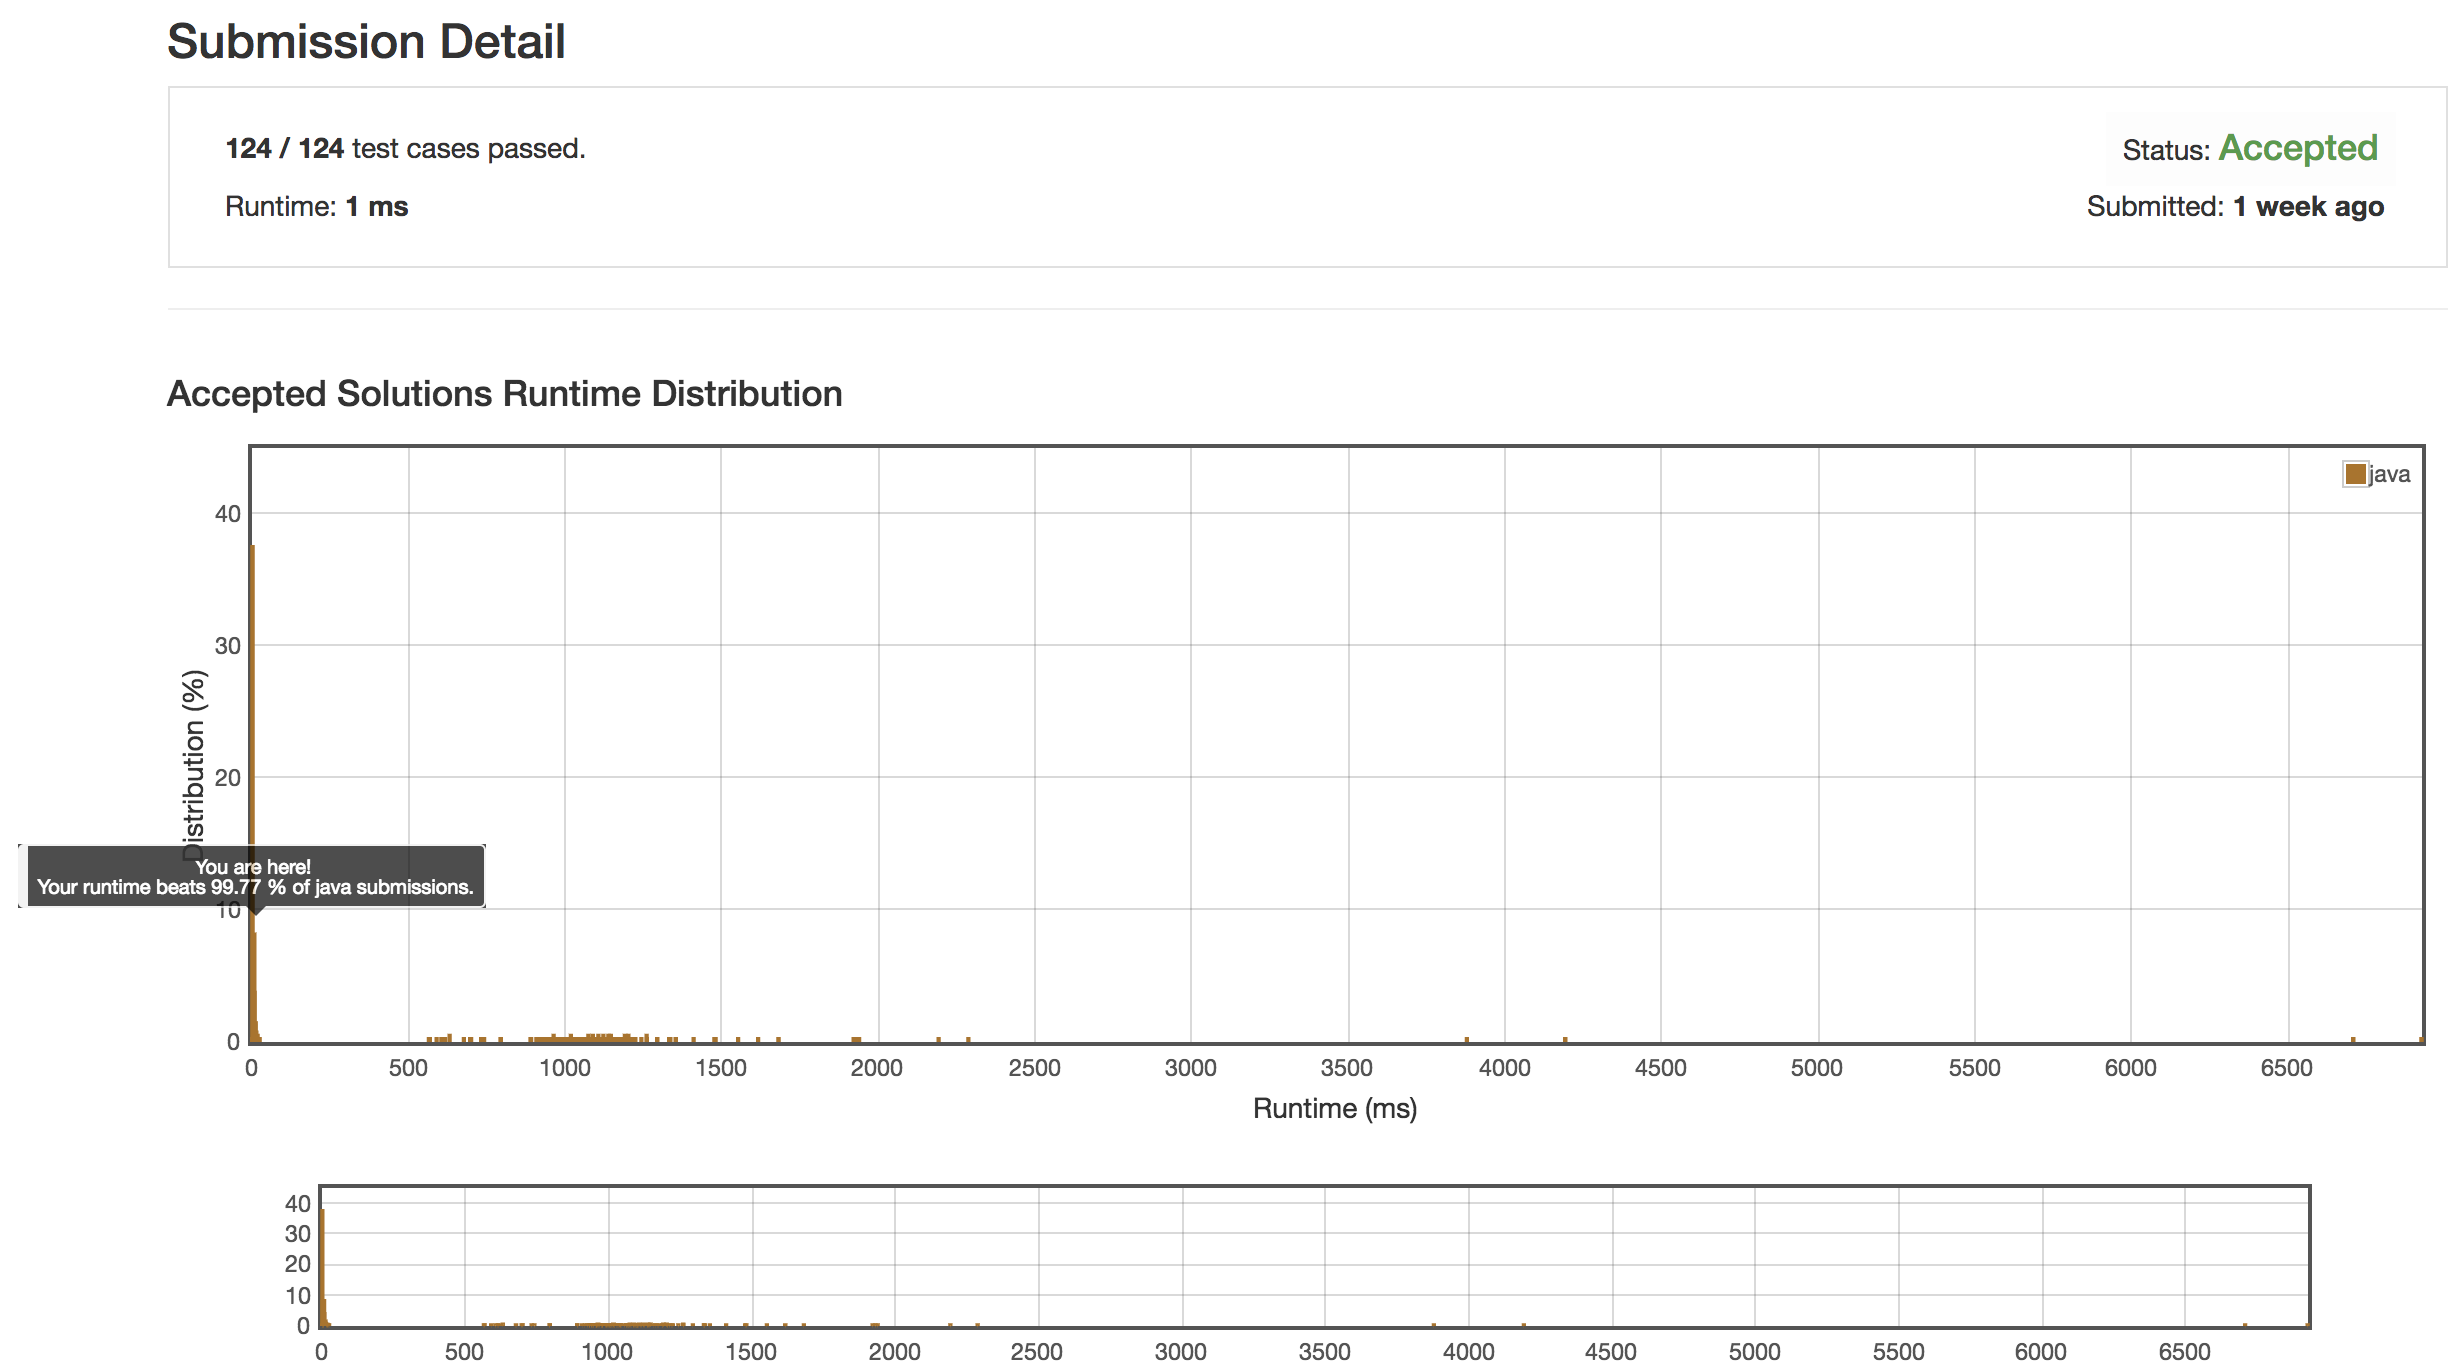 Submission Detail
124 / 124 test cases passed.
Status: Accepted
Runtime: 1 ms
Submitted: 1 week ago
Accepted Solutions Runtime Distribution
java
40
30
20
10
0
Distribution (%)
You are here!
Your runtime beats 99.77 % of java submissions.
0 500 1000 1500 2000 2500 3000 3500 4000 4500 5000 5500 6000 6500
Runtime (ms)
40
30
20
10
0
0 500 1000 1500 2000 2500 3000 3500 4000 4500 5000 5500 6000 6500